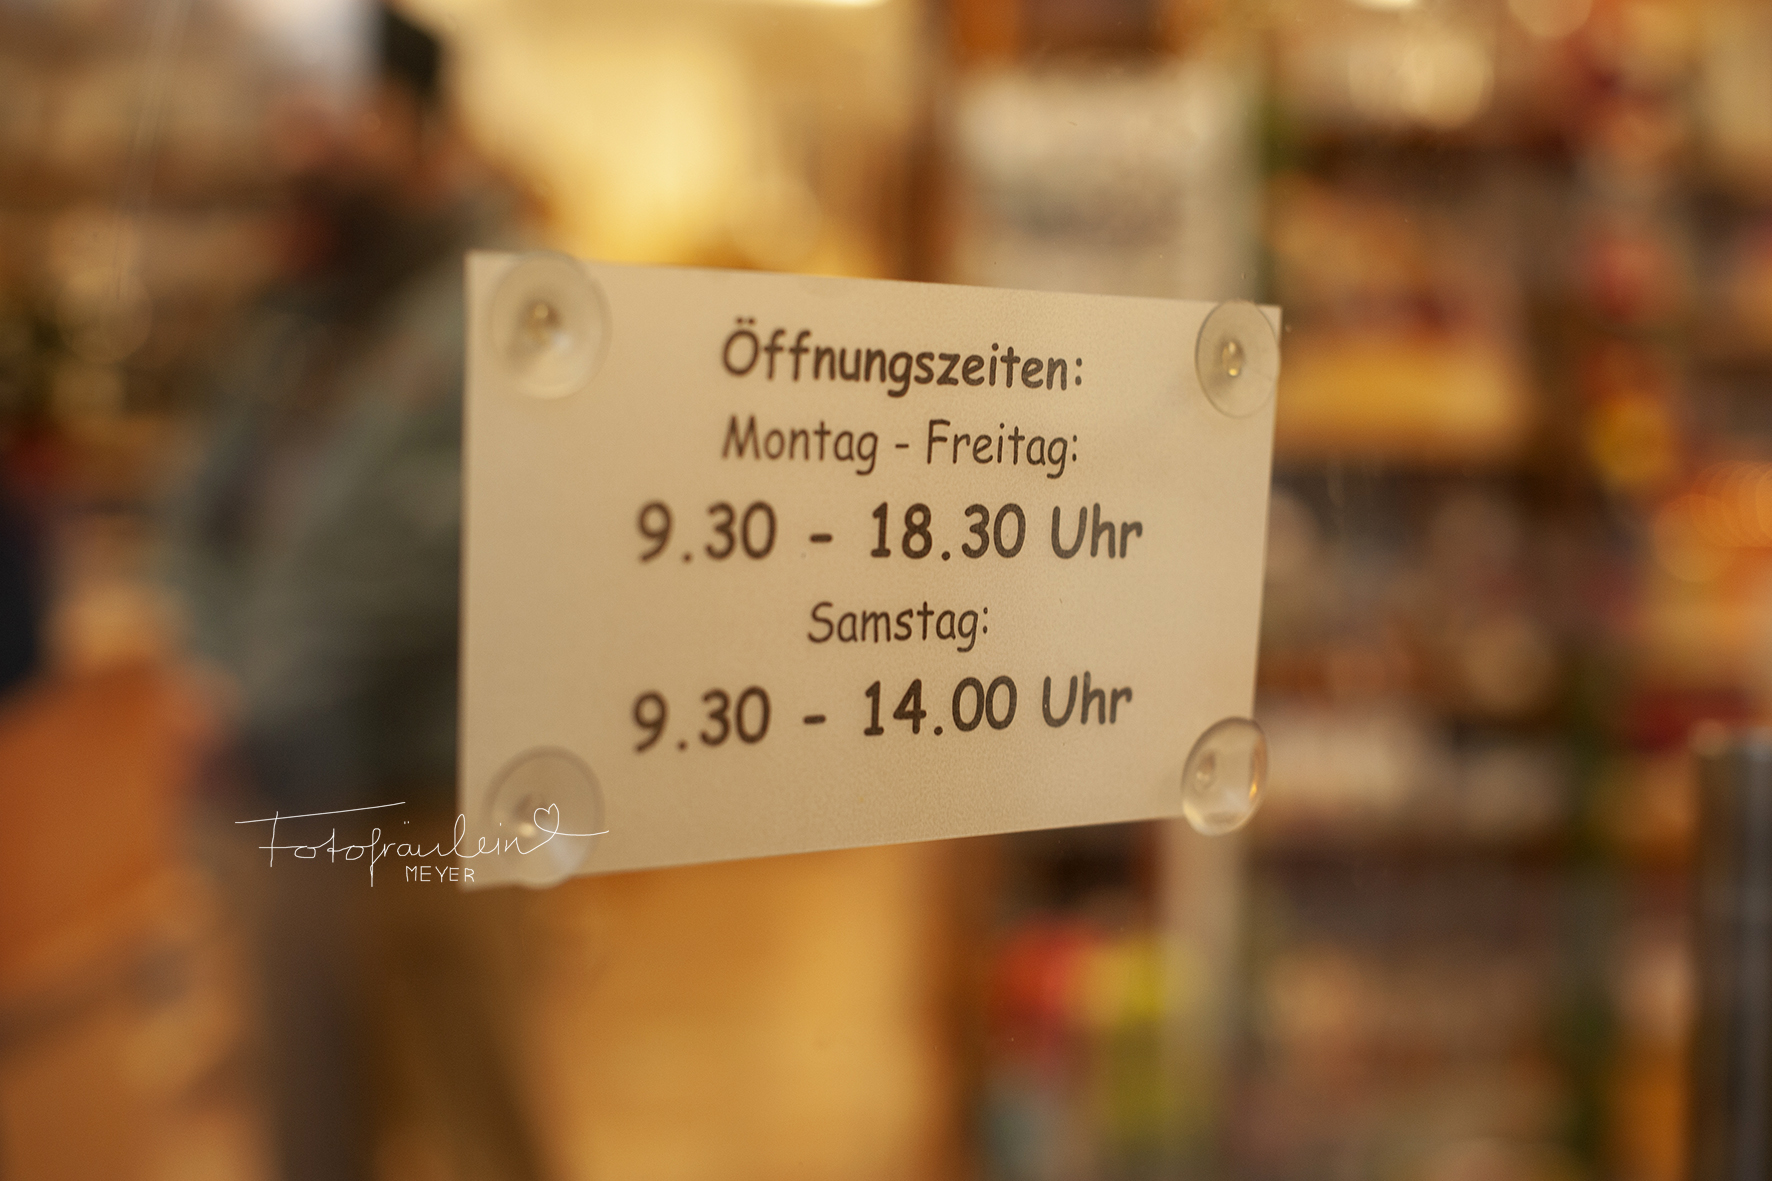 Öffnungszeiten:
Montag - Freitag:
9.30 - 18.30 Uhr
Samstag:
9.30 - 14.00 Uhr
Fotofräulein
MEYER